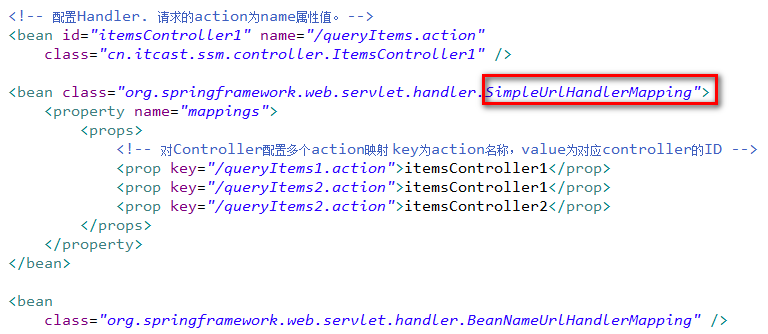 <!-- 配置Handler. 请求的action为name属性值。-->
<bean id="itemsController1" name="/queryItems.action"
class="cn.itcast.ssm.controller.ItemsController1" />
<bean class="org.springframework.web.servlet.handler.SimpleUrlHandlerMapping">
<property name="mappings">
<props>
<!-- 对Controller配置多个action映射 key为action名称，value为对应controller的ID -->
<prop key="/queryItems1.action">itemsController1</prop>
<prop key="/queryItems2.action">itemsController1</prop>
<prop key="/queryItems2.action">itemsController2</prop>
</props>
</property>
</bean>
<bean
class="org.springframework.web.servlet.handler.BeanNameUrlHandlerMapping" />